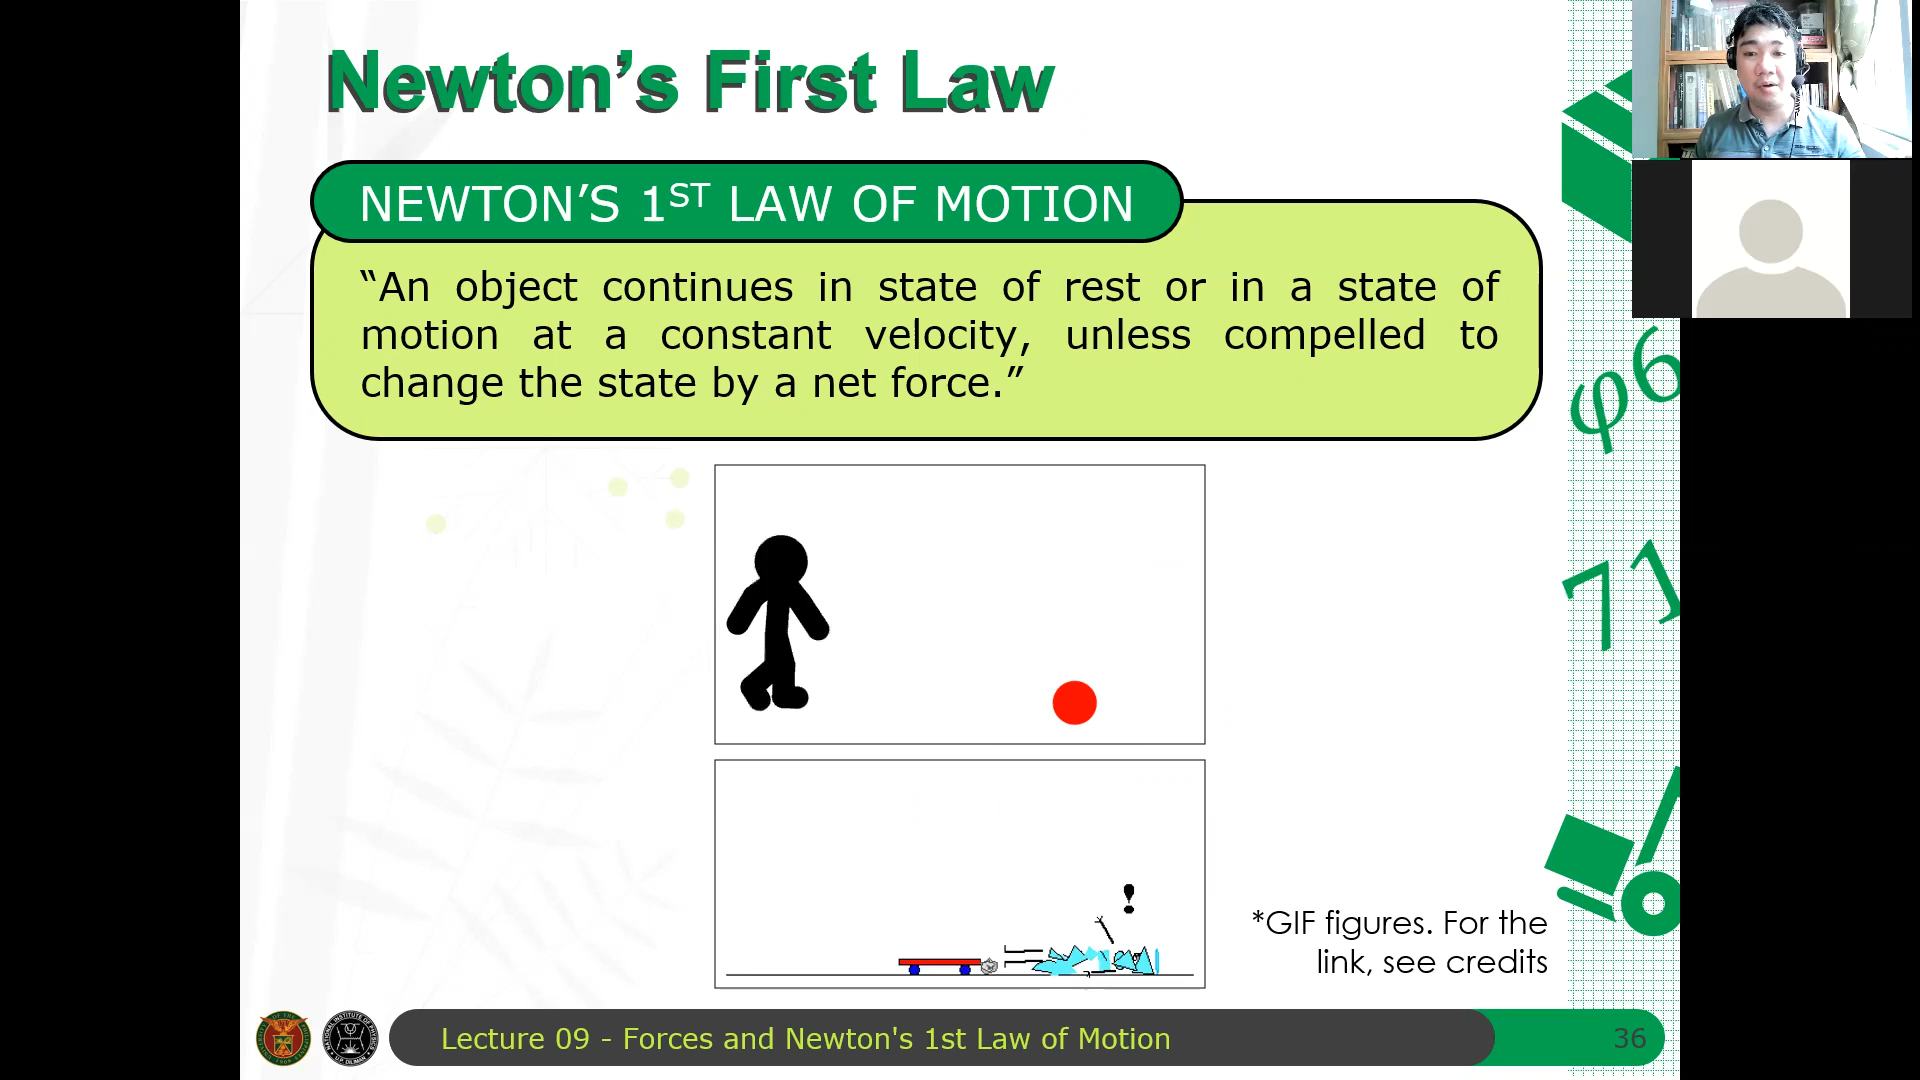 Newton’s First Law
NEWTON’S 1ST LAW OF MOTION
“An object continues in state of rest or in a state of
motion at a constant velocity, unless compelled to
change the state by a net force.”
φ6
71
!
*GIF figures. For the
link, see credits
Lecture 09 - Forces and Newton's 1st Law of Motion
36